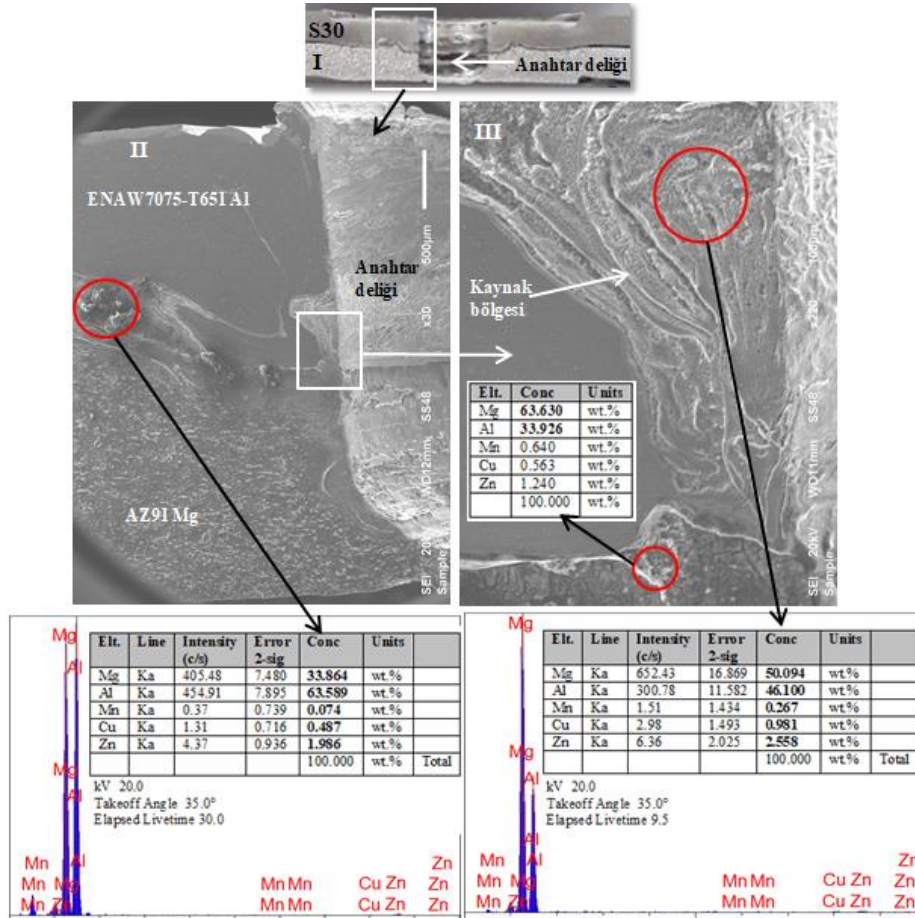 S30
I
Anahtar deliği
II
ENAW7075-T651 Al
Anahtar
deliği
AZ91 Mg
500µm
x30
WD12mm SS48
SEI 20kV
Sample
III
Kaynak
bölgesi
100µm
x220
WD11mm SS48
SEI 20kV
Sample
Elt. Conc Units
Mg 63.630 wt.%
Al 33.926 wt.%
Mn 0.640 wt.%
Cu 0.563 wt.%
Zn 1.240 wt.%
100.000 wt.%
Mg
Al
Mg
Al
Mg
Al
Mn
Mn Mg
Mn Zn
Mn Mn
Mn Mn
Cu Zn
Cu Zn
Zn
Zn
Zn
Elt. Line Intensity (c/s) Error 2-sig Conc Units
Mg Ka 405.48 7.480 33.864 wt.%
Al Ka 454.91 7.895 63.589 wt.%
Mn Ka 0.37 0.739 0.074 wt.%
Cu Ka 1.31 0.716 0.487 wt.%
Zn Ka 4.37 0.936 1.986 wt.%
100.000 wt.% Total
kV 20.0
Takeoff Angle 35.0°
Elapsed Livetime 30.0
Mg
Mg
Al
Al
Mg
Al
Mn
Mn Mg
Mn Zn
Mn Mn
Mn Mn
Cu Zn
Cu Zn
Zn
Zn
Zn
Elt. Line Intensity (c/s) Error 2-sig Conc Units
Mg Ka 652.43 16.869 50.094 wt.%
Al Ka 300.78 11.582 46.100 wt.%
Mn Ka 1.51 1.434 0.267 wt.%
Cu Ka 2.98 1.493 0.981 wt.%
Zn Ka 6.36 2.025 2.558 wt.%
100.000 wt.% Total
kV 20.0
Takeoff Angle 35.0°
Elapsed Livetime 9.5